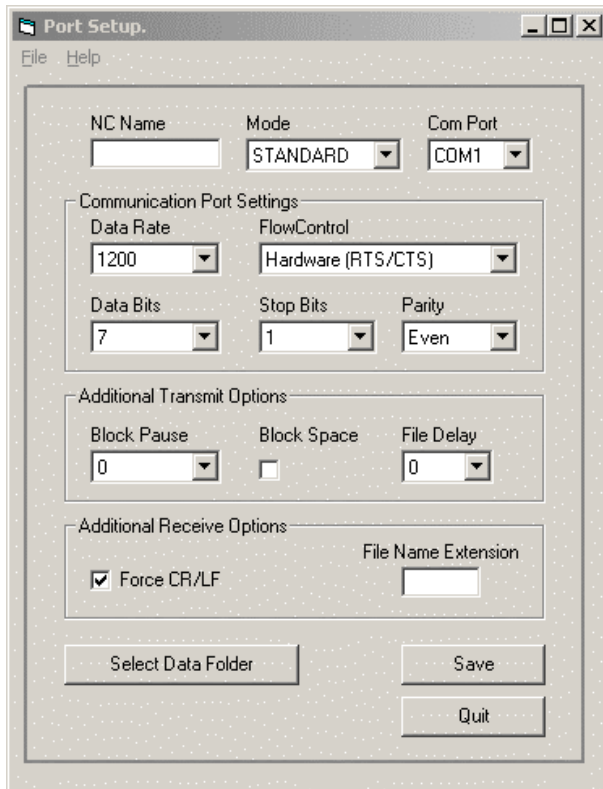 Port Setup.
File Help
NC Name Mode Com Port
STANDARD COM1
Communication Port Settings
Data Rate FlowControl
1200 Hardware (RTS/CTS)
Data Bits Stop Bits Parity
7 1 Even
Additional Transmit Options
Block Pause Block Space File Delay
0 0
Additional Receive Options
File Name Extension
Force CR/LF
Select Data Folder Save
Quit